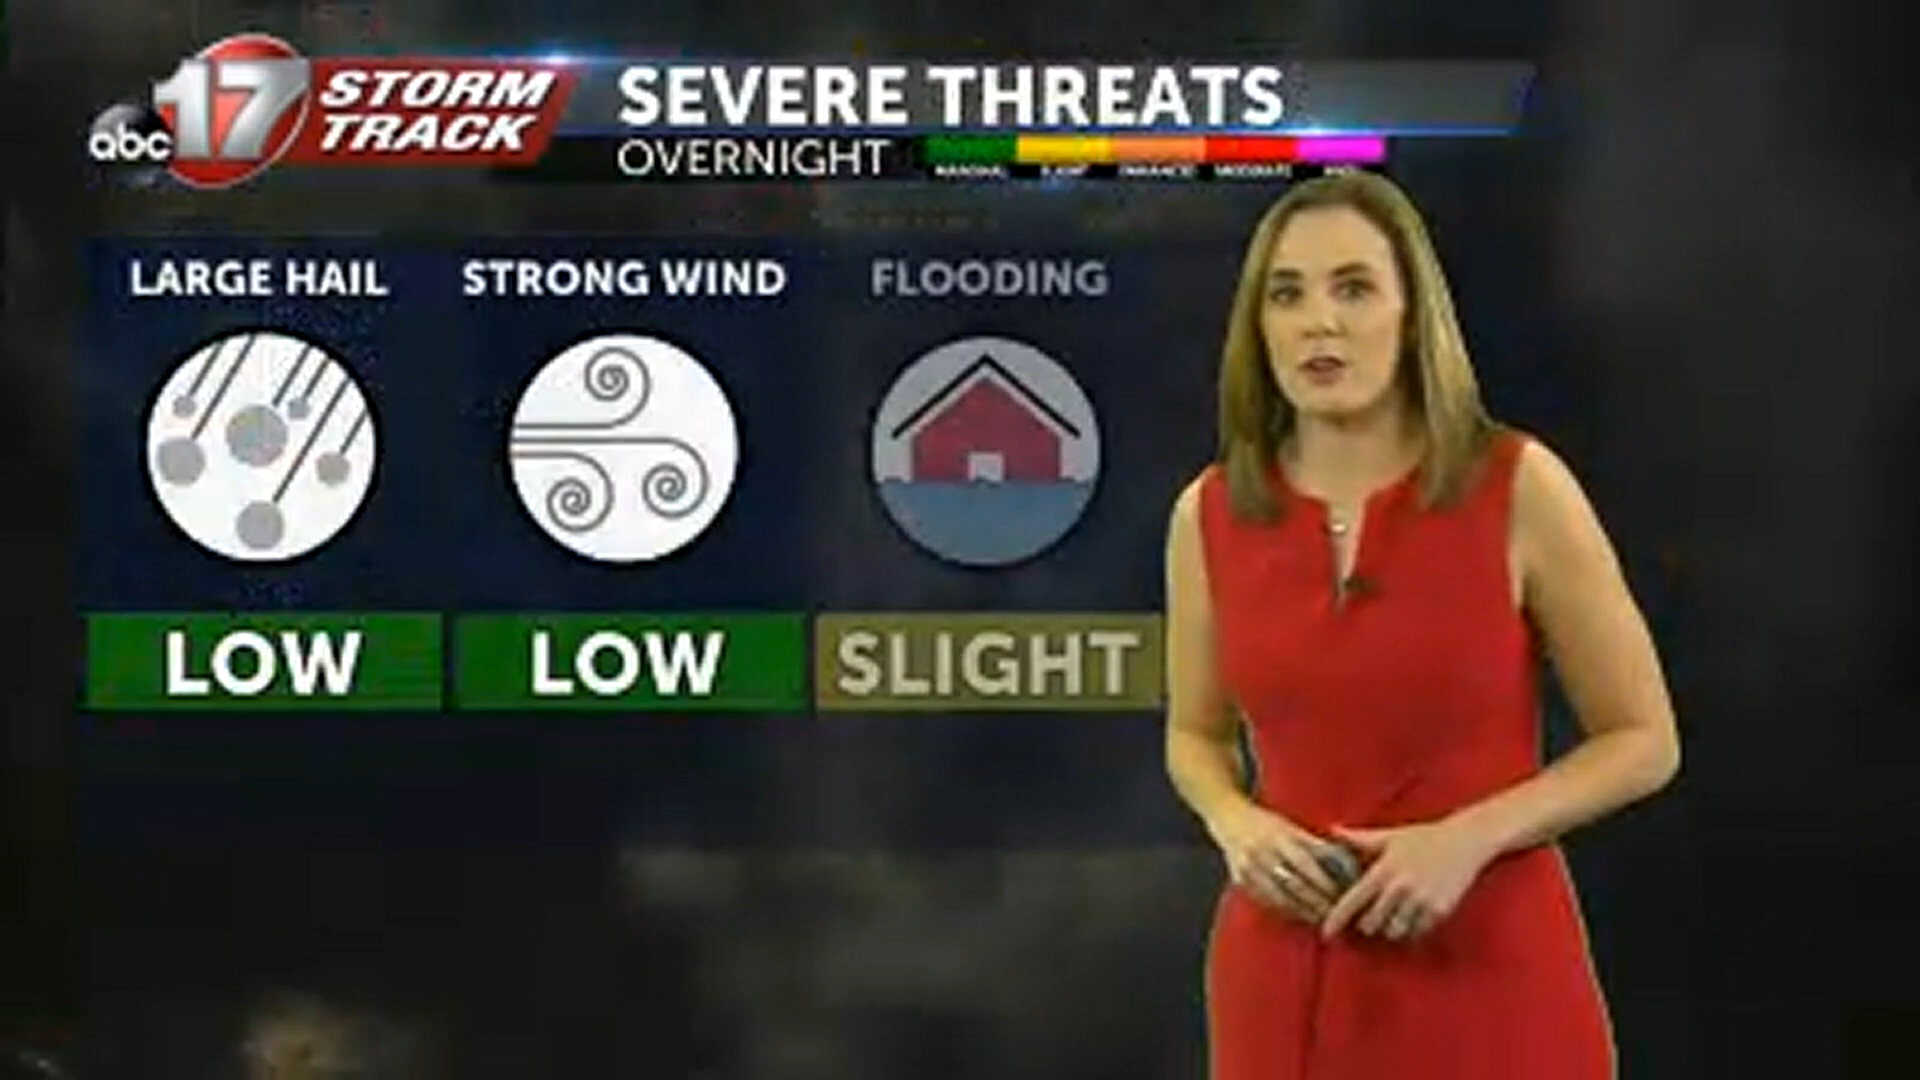 abc 17 STORM TRACK
SEVERE THREATS
OVERNIGHT
LARGE HAIL
STRONG WIND
FLOODING
LOW
LOW
SLIGHT